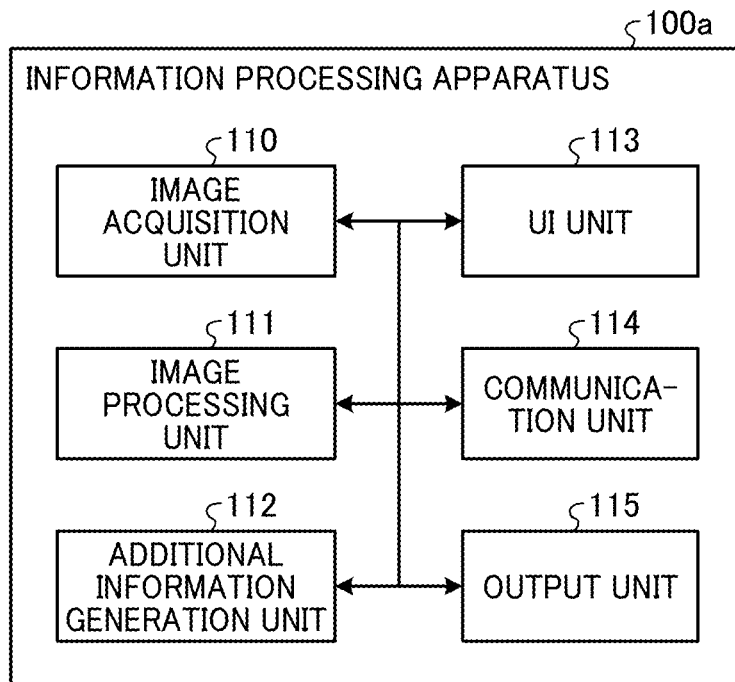 100a
INFORMATION PROCESSING APPARATUS
110
IMAGE
ACQUISITION
UNIT
113
UI UNIT
111
IMAGE
PROCESSING
UNIT
114
COMMUNICA-
TION UNIT
112
ADDITIONAL
INFORMATION
GENERATION UNIT
115
OUTPUT UNIT